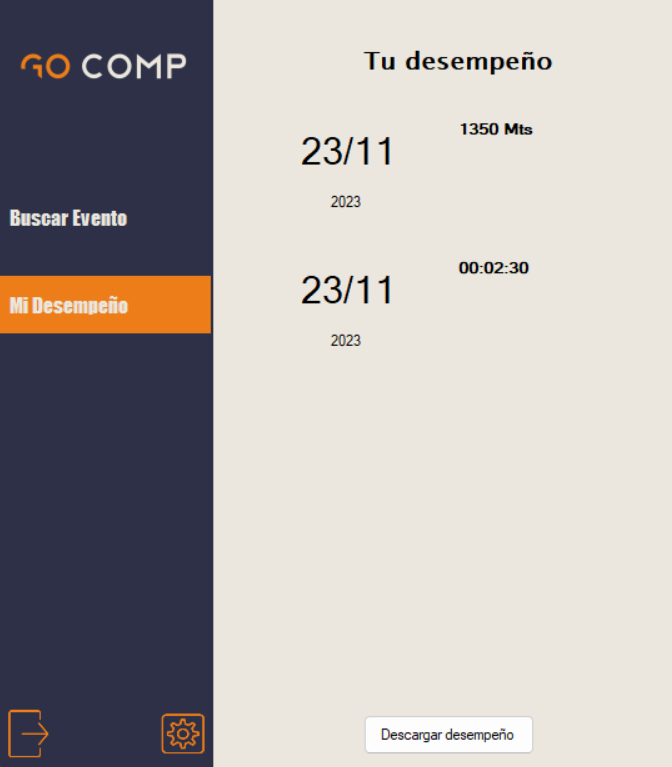 GO COMP
Buscar Evento
Mi Desempeño
Tu desempeño
23/11
1350 Mts
2023
23/11
00:02:30
2023
Descargar desempeño